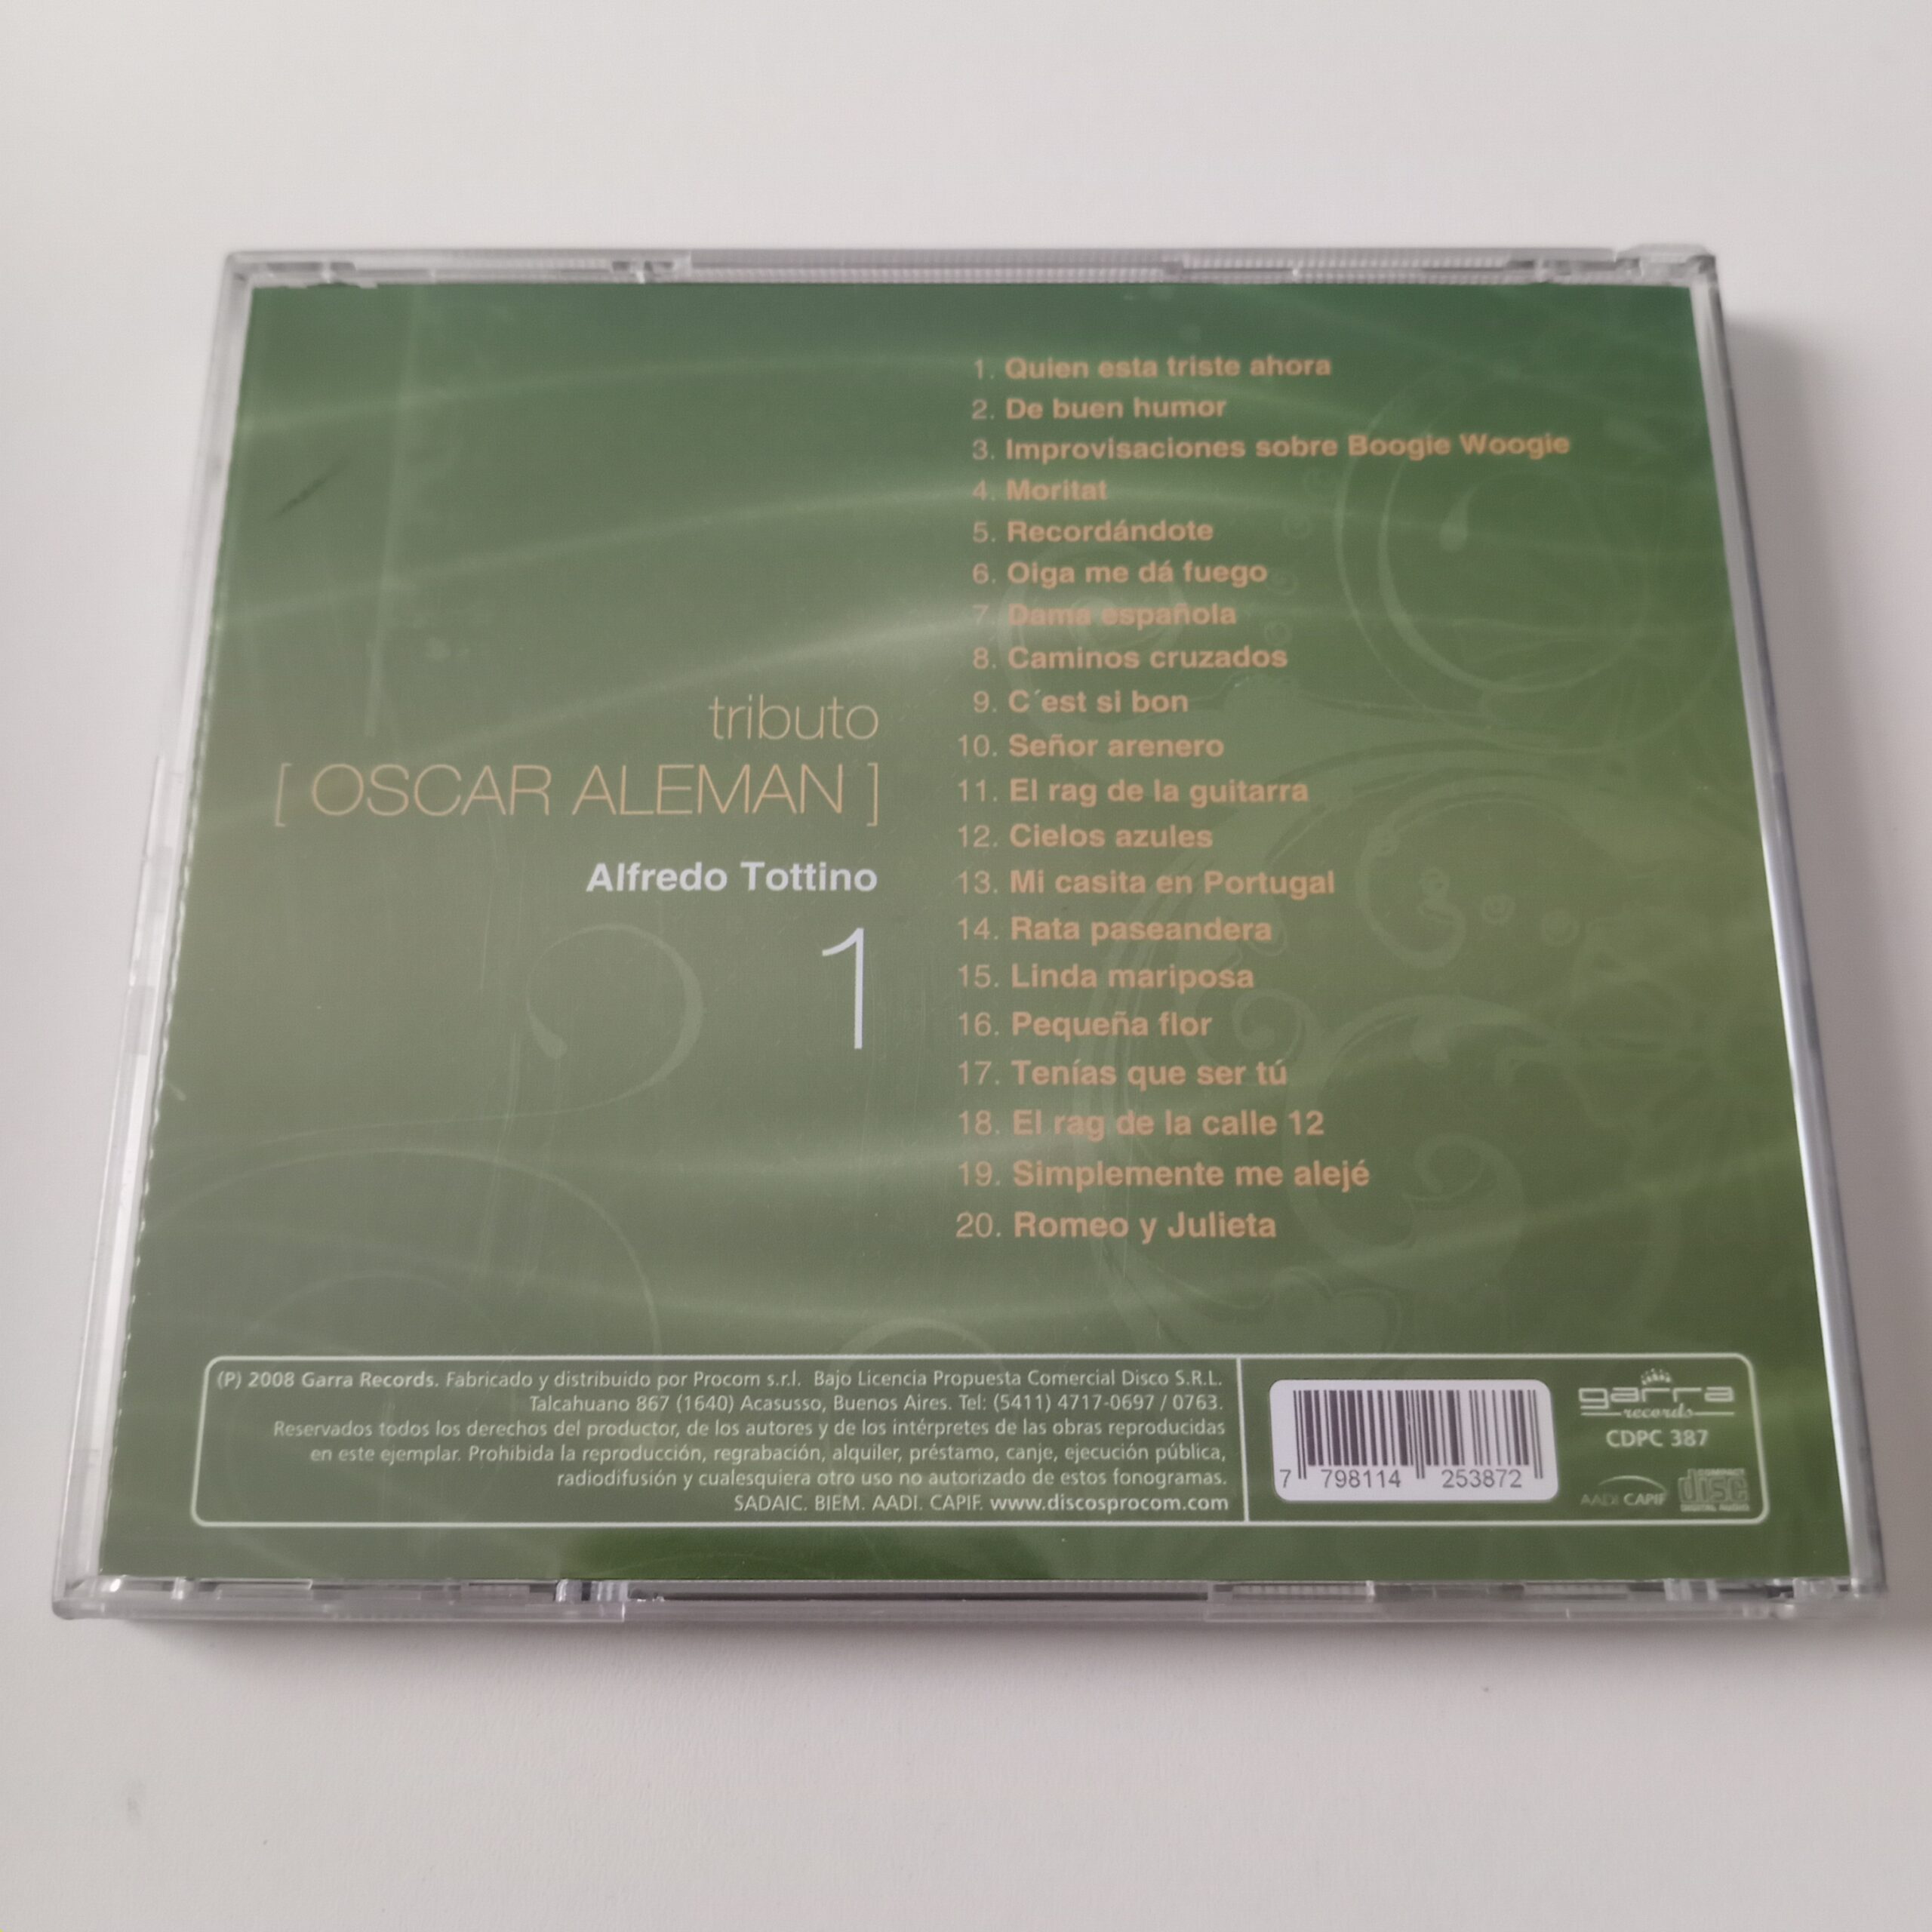 tributo
[ OSCAR ALEMAN ]
Alfredo Tottino
1
1. Quien esta triste ahora
2. De buen humor
3. Improvisaciones sobre Boogie Woogie
4. Moritat
5. Recordándote
6. Oiga me dá fuego
7. Dama española
8. Caminos cruzados
9. C´est si bon
10. Señor arenero
11. El rag de la guitarra
12. Cielos azules
13. Mi casita en Portugal
14. Rata paseandera
15. Linda mariposa
16. Pequeña flor
17. Tenías que ser tú
18. El rag de la calle 12
19. Simplemente me alejé
20. Romeo y Julieta
(P) 2008 Garra Records. Fabricado y distribuido por Procom s.r.l. Bajo Licencia Propuesta Comercial Disco S.R.L.
Talcahuano 867 (1640) Acasusso, Buenos Aires. Tel: (5411) 4717-0697 / 0763.
Reservados todos los derechos del productor, de los autores y de los intérpretes de las obras reproducidas
en este ejemplar. Prohibida la reproducción, regrabación, alquiler, préstamo, canje, ejecución pública,
radiodifusión y cualesquiera otro uso no autorizado de estos fonogramas.
SADAIC. BIEM. AADI. CAPIF. www.discosprocom.com
7 798114 253872
garra
records
CDPC 387
AADI CAPIF
COMPACT
disc
DIGITAL AUDIO